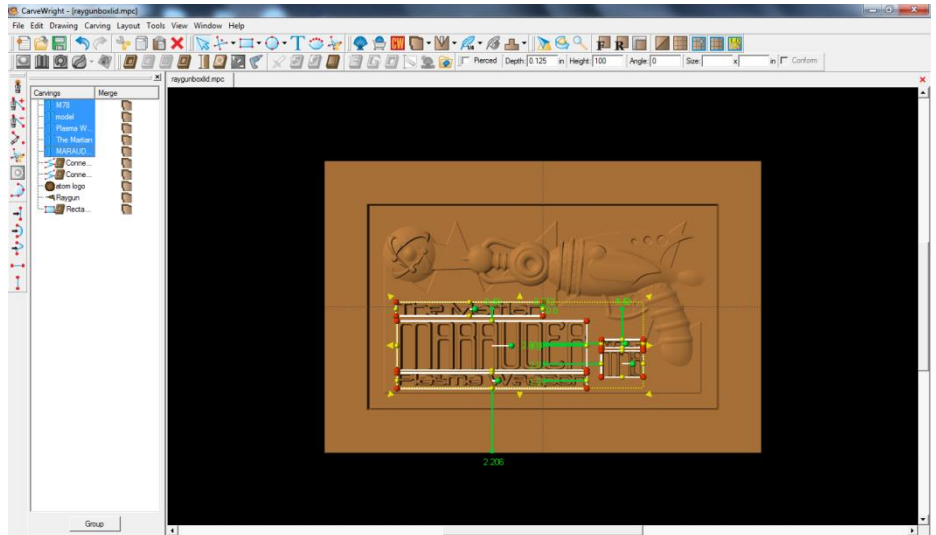 CarveWright - [raygunboxlid.mpc]
File Edit Drawing Carving Layout Tools View Window Help
CW
F R
Pierced Depth: 0.125 in Height: 100 Angle: 0 Size: x in Conform
raygunboxlid.mpc
Carvings Merge
M78
model
Plasma W...
The Martian
MARAUD...
Conne...
Conne...
atom logo
Raygun
Recta...
The Martian
MARAUDER
Plasma Weapon
2.206
Group